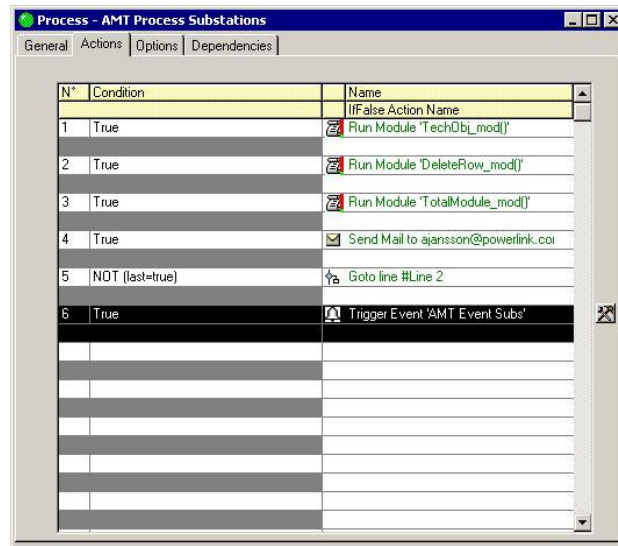 Process - AMT Process Substations
General Actions Options Dependencies
N° Condition Name
IfFalse Action Name
1 True Run Module 'TechObj_mod()'
2 True Run Module 'DeleteRow_mod()'
3 True Run Module 'TotalModule_mod()'
4 True Send Mail to ajansson@powerlink.con
5 NOT (last=true) Goto line #Line 2
6 True Trigger Event 'AMT Event Subs'